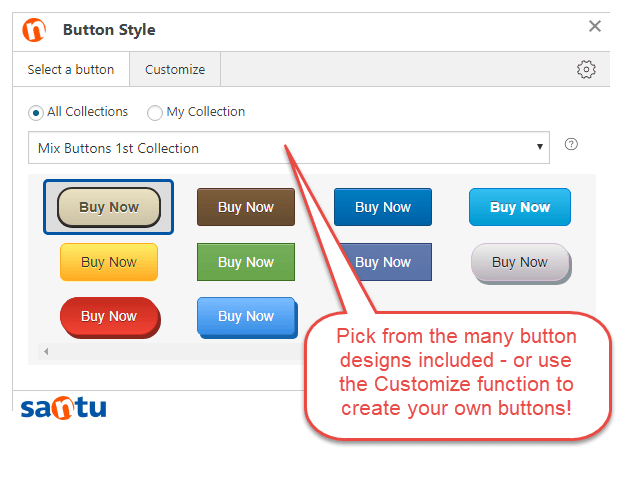 Button Style
Select a button
Customize
All Collections
My Collection
Mix Buttons 1st Collection
Buy Now
Buy Now
Buy Now
Buy Now
Buy Now
Buy Now
Buy Now
Buy Now
Buy Now
Buy Now
Pick from the many button
designs included - or use
the Customize function to
create your own buttons!
santu